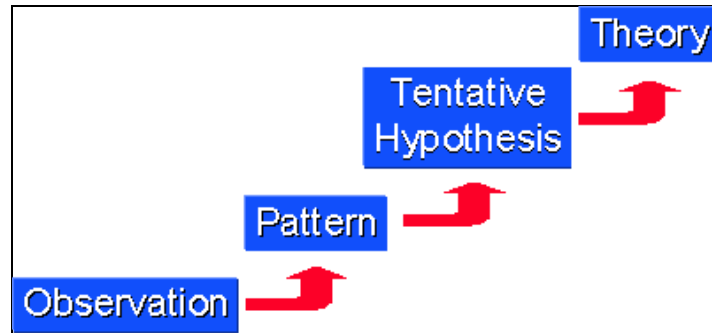 Theory
Tentative
Hypothesis
Pattern
Observation